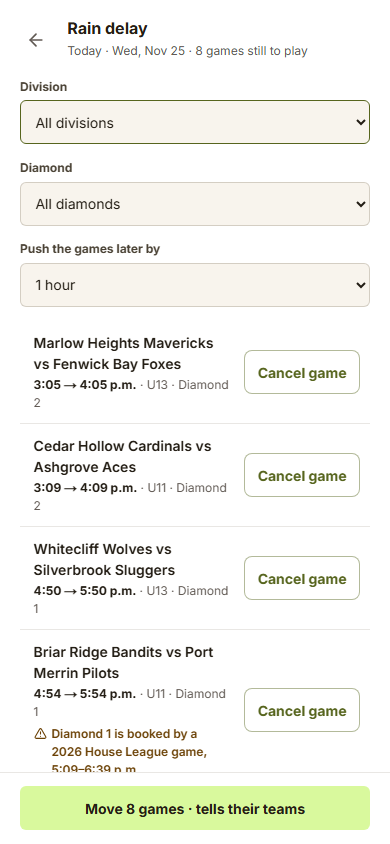 Rain delay
Today · Wed, Nov 25 · 8 games still to play
Division
All divisions
Diamond
All diamonds
Push the games later by
1 hour
Marlow Heights Mavericks
vs Fenwick Bay Foxes
3:05 → 4:05 p.m. · U13 · Diamond
2
Cancel game
Cedar Hollow Cardinals vs
Ashgrove Aces
3:09 → 4:09 p.m. · U11 · Diamond
2
Cancel game
Whitecliff Wolves vs
Silverbrook Sluggers
4:50 → 5:50 p.m. · U13 · Diamond
1
Cancel game
Briar Ridge Bandits vs Port
Merrin Pilots
4:54 → 5:54 p.m. · U11 · Diamond
1
Cancel game
Diamond 1 is booked by a
2026 House League game,
5:09–6:39 p.m.
Move 8 games · tells their teams